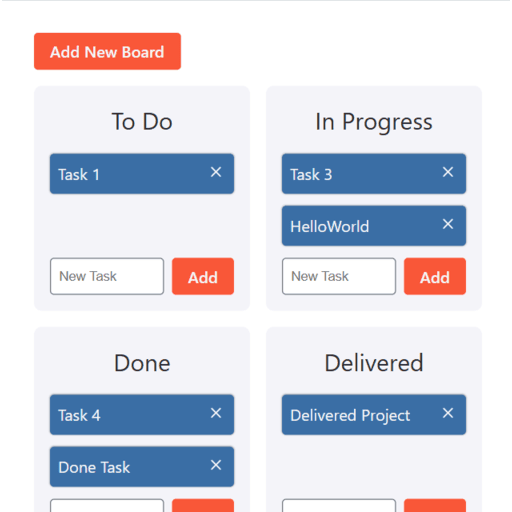 Add New Board
To Do
Task 1 ×
New Task Add
In Progress
Task 3 ×
HelloWorld ×
New Task Add
Done
Task 4 ×
Done Task ×
Delivered
Delivered Project ×